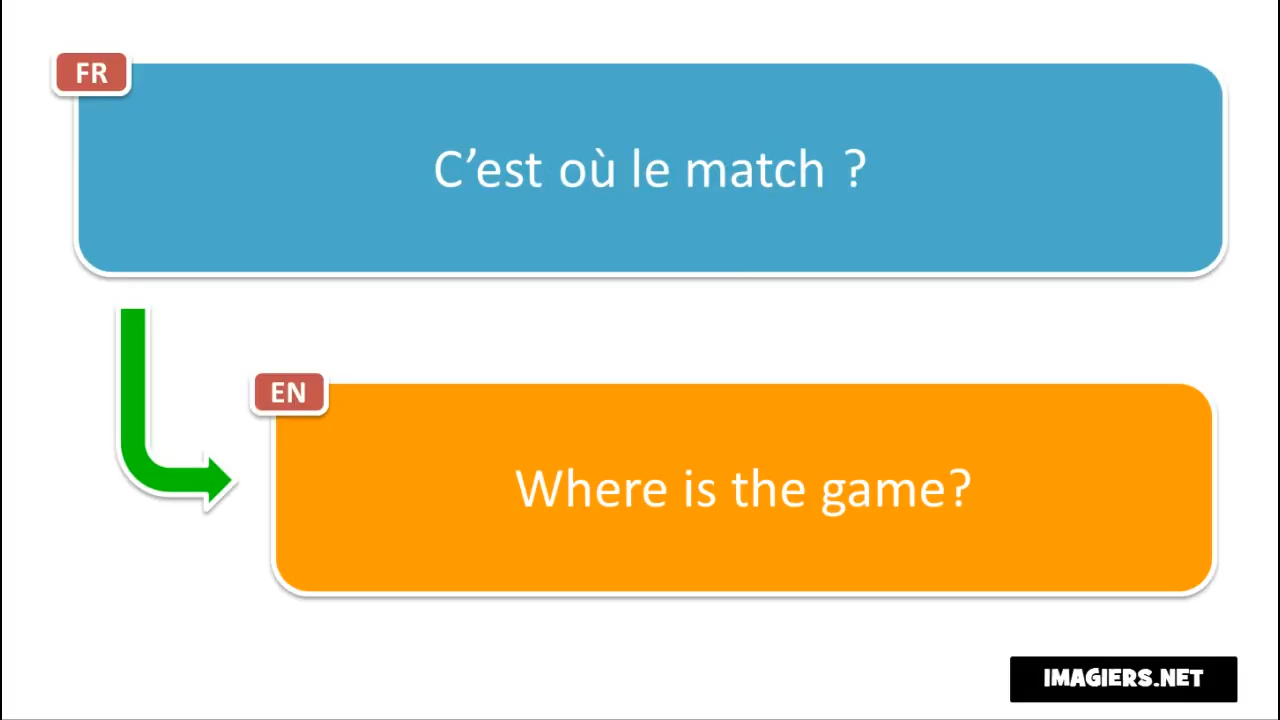 FR
C’est où le match ?
EN
Where is the game?
IMAGIERS.NET